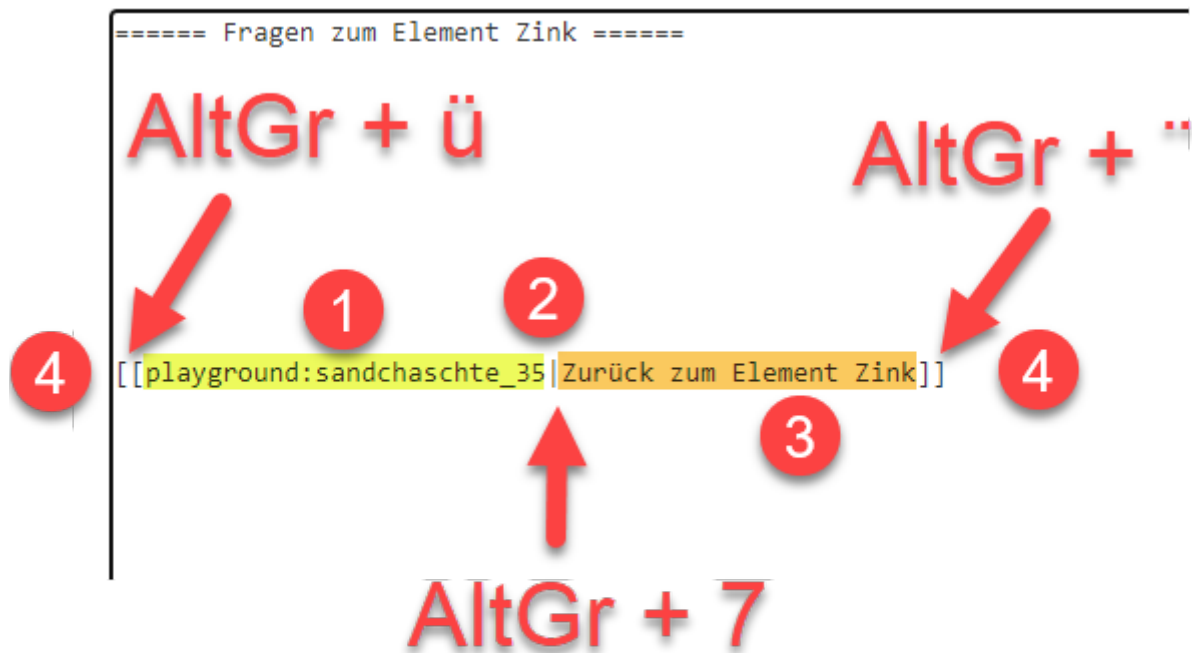 ====== Fragen zum Element Zink ======
AltGr + ü
AltGr + ¨
1
2
4
[[playground:sandchaschte_35|Zurück zum Element Zink]]
4
3
AltGr + 7